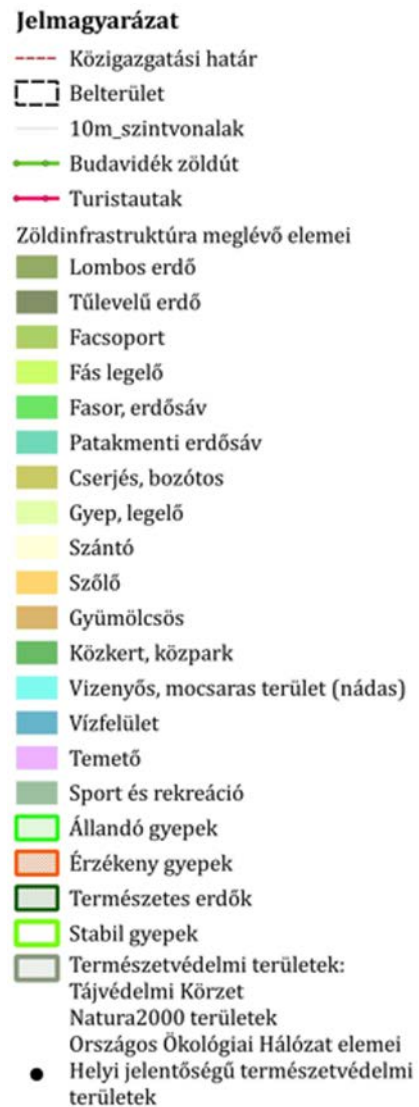 Jelmagyarázat
Közigazgatási határ
Belterület
10m_szintvonalak
Budavidék zöldút
Turistautak
Zöldinfrastruktúra meglévő elemei
Lombos erdő
Tűlevelű erdő
Facsoport
Fás legelő
Fasor, erdősáv
Patakmenti erdősáv
Cserjés, bozótos
Gyep, legelő
Szántó
Szőlő
Gyümölcsös
Közkert, közpark
Vizenyős, mocsaras terület (nádas)
Vízfelület
Temető
Sport és rekreáció
Állandó gyepek
Érzékeny gyepek
Természetes erdők
Stabil gyepek
Természetvédelmi területek:
Tájvédelmi Körzet
Natura2000 területek
Országos Ökológiai Hálózat elemei
Helyi jelentőségű természetvédelmi
területek